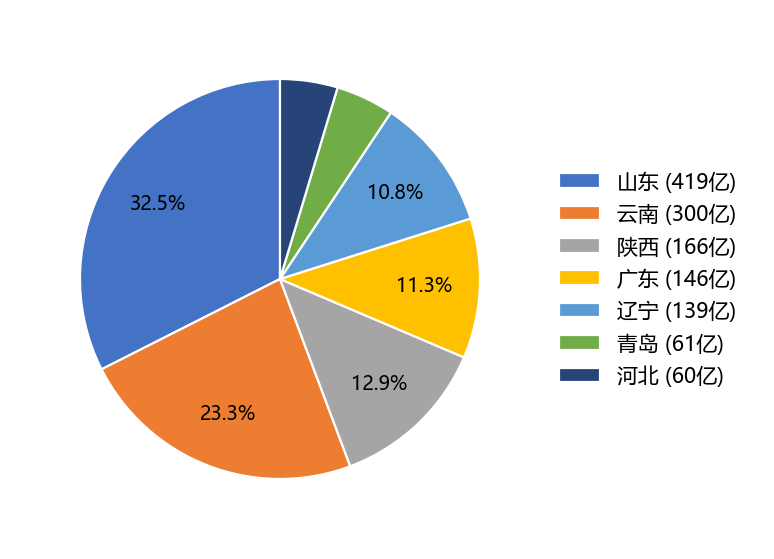 32.5%
10.8%
11.3%
12.9%
23.3%
山东 (419亿)
云南 (300亿)
陕西 (166亿)
广东 (146亿)
辽宁 (139亿)
青岛 (61亿)
河北 (60亿)